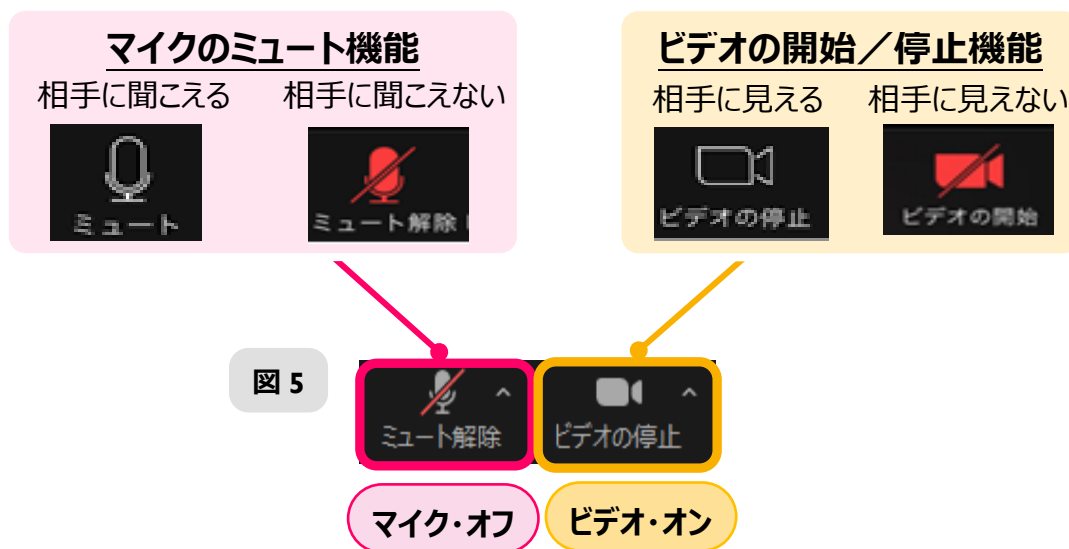 マイクのミュート機能
相手に聞こえる 相手に聞こえない
ミュート ミュート解除
ビデオの開始／停止機能
相手に見える 相手に見えない
ビデオの停止 ビデオの開始
図 5
ミュート解除 ビデオの停止
マイク・オフ ビデオ・オン